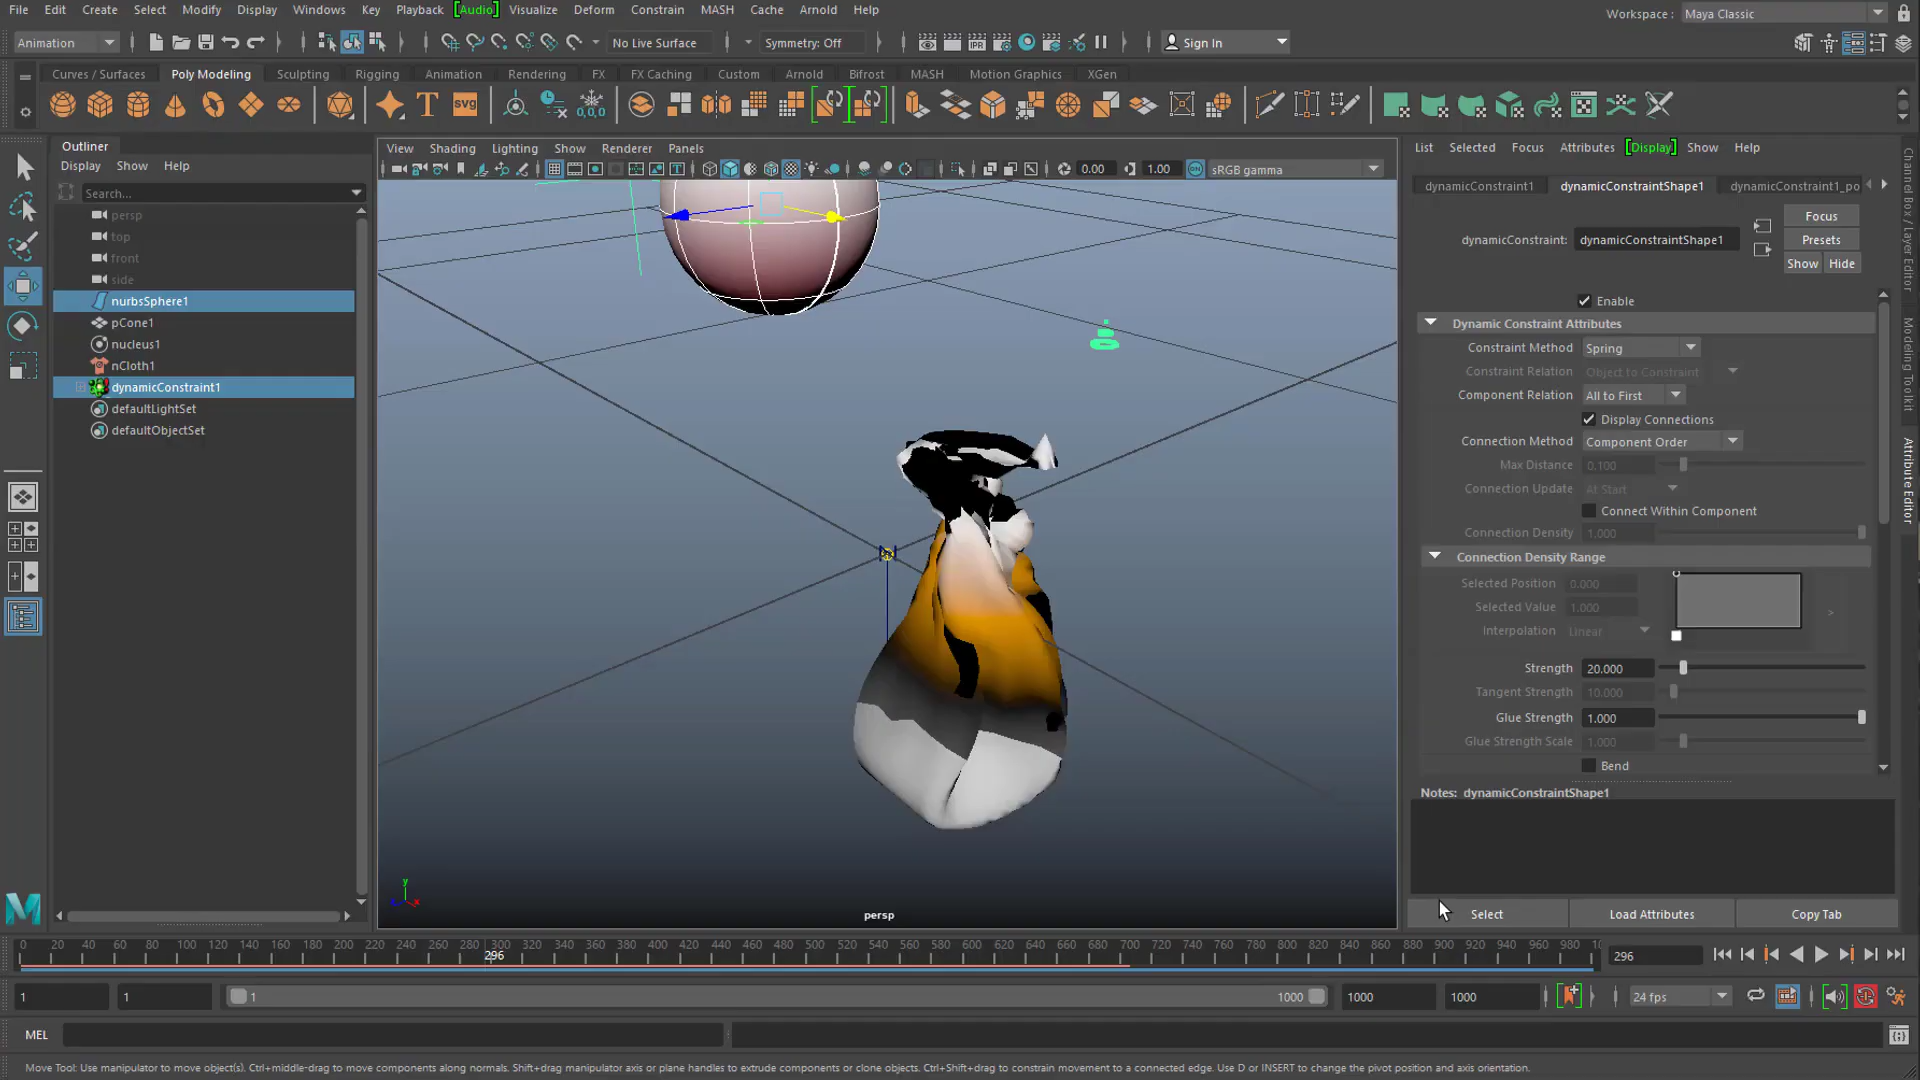 File Edit Create Select Modify Display Windows Key Playback [Audio] Visualize Deform Constrain MASH Cache Arnold Help
Workspace : Maya Classic
Animation
No Live Surface
Symmetry: Off
Sign In
Curves / Surfaces Poly Modeling Sculpting Rigging Animation Rendering FX FX Caching Custom Arnold Bifrost MASH Motion Graphics XGen
T SVG
0,0,0
Outliner
Display Show Help
Search...
persp
top
front
side
nurbsSphere1
pCone1
nucleus1
nCloth1
dynamicConstraint1
defaultLightSet
defaultObjectSet
View Shading Lighting Show Renderer Panels
0.00 1.00 ON sRGB gamma
persp
y
x
List Selected Focus Attributes [Display] Show Help
dynamicConstraint1 dynamicConstraintShape1 dynamicConstraint1_po
Focus
dynamicConstraint: dynamicConstraintShape1
Presets
Show Hide
Enable
Dynamic Constraint Attributes
Constraint Method Spring
Constraint Relation Object to Constraint
Component Relation All to First
Display Connections
Connection Method Component Order
Max Distance 0.100
Connection Update At Start
Connect Within Component
Connection Density 1.000
Connection Density Range
Selected Position 0.000
Selected Value 1.000
Interpolation Linear
>
Strength 20.000
Tangent Strength 10.000
Glue Strength 1.000
Glue Strength Scale 1.000
Bend
Notes: dynamicConstraintShape1
Select Load Attributes Copy Tab
Channel Box / Layer Editor
Modeling Toolkit
Attribute Editor
0 20 40 60 80 100 120 140 160 180 200 220 240 260 280 300 320 340 360 380 400 420 440 460 480 500 520 540 560 580 600 620 640 660 680 700 720 740 760 780 800 820 840 860 880 900 920 940 960 980
296
296
1 1 1 1000 1000 1000
24 fps
MEL
Move Tool: Use manipulator to move object(s). Ctrl+middle-drag to move components along normals. Shift+drag manipulator axis or plane handles to extrude components or clone objects. Ctrl+Shift+drag to constrain movement to a connected edge. Use D or INSERT to change the pivot position and axis orientation.